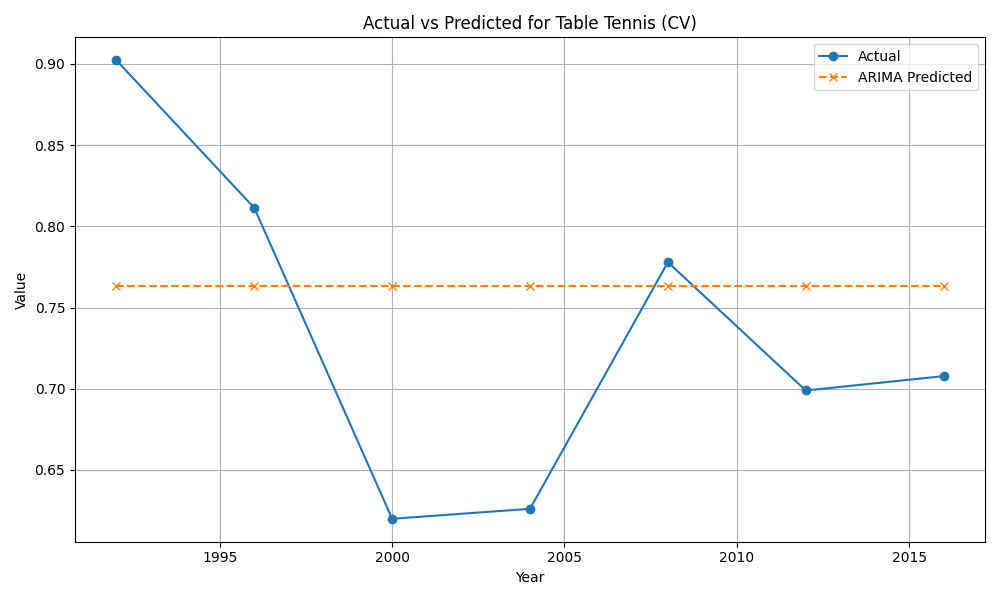 Actual vs Predicted for Table Tennis (CV)
Actual
ARIMA Predicted
0.90
0.85
0.80
0.75
0.70
0.65
Value
1995
2000
2005
2010
2015
Year